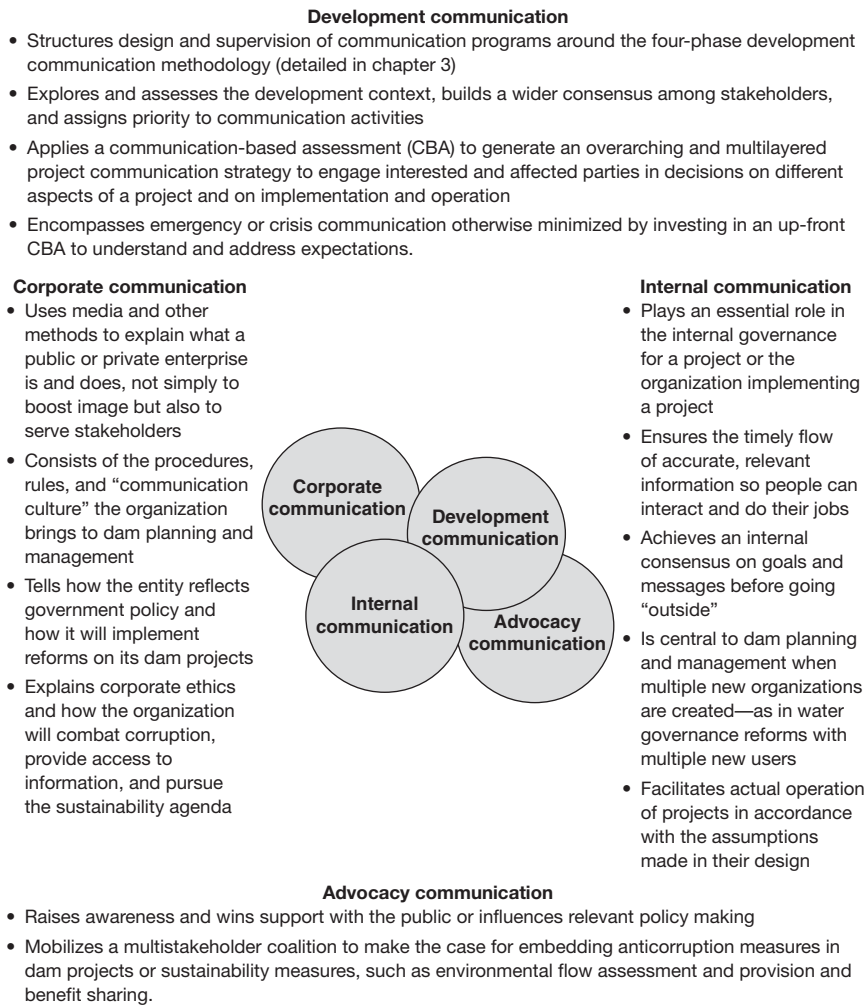 Development communication
• Structures design and supervision of communication programs around the four-phase development
communication methodology (detailed in chapter 3)
• Explores and assesses the development context, builds a wider consensus among stakeholders,
and assigns priority to communication activities
• Applies a communication-based assessment (CBA) to generate an overarching and multilayered
project communication strategy to engage interested and affected parties in decisions on different
aspects of a project and on implementation and operation
• Encompasses emergency or crisis communication otherwise minimized by investing in an up-front
CBA to understand and address expectations.
Corporate communication
• Uses media and other
methods to explain what a
public or private enterprise
is and does, not simply to
boost image but also to
serve stakeholders
• Consists of the procedures,
rules, and “communication
culture” the organization
brings to dam planning and
management
• Tells how the entity reflects
government policy and
how it will implement
reforms on its dam projects
• Explains corporate ethics
and how the organization
will combat corruption,
provide access to
information, and pursue
the sustainability agenda
Corporate
communication
Development
communication
Internal
communication
Advocacy
communication
Internal communication
• Plays an essential role in
the internal governance
for a project or the
organization implementing
a project
• Ensures the timely flow
of accurate, relevant
information so people can
interact and do their jobs
• Achieves an internal
consensus on goals and
messages before going
“outside”
• Is central to dam planning
and management when
multiple new organizations
are created—as in water
governance reforms with
multiple new users
• Facilitates actual operation
of projects in accordance
with the assumptions
made in their design
Advocacy communication
• Raises awareness and wins support with the public or influences relevant policy making
• Mobilizes a multistakeholder coalition to make the case for embedding anticorruption measures in
dam projects or sustainability measures, such as environmental flow assessment and provision and
benefit sharing.